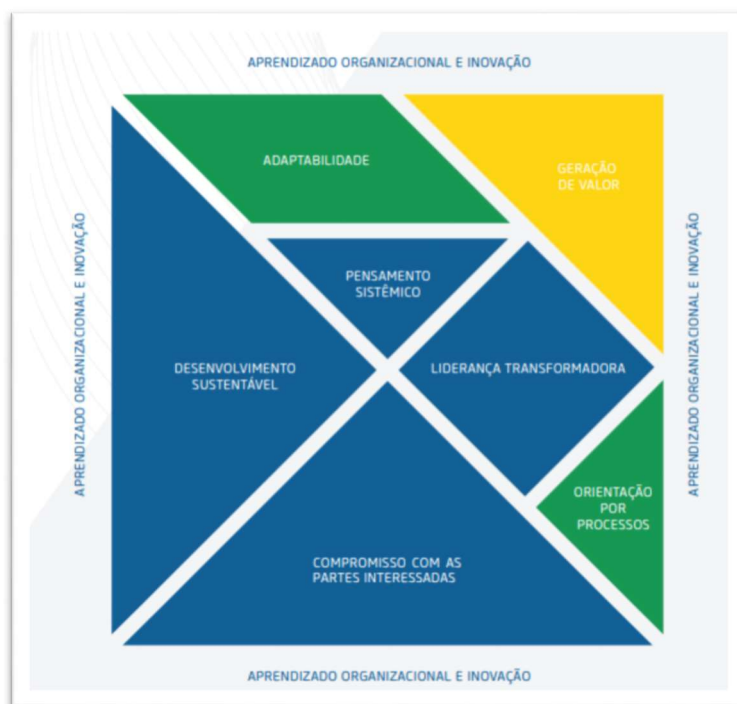 APRENDIZADO ORGANIZACIONAL E INOVAÇÃO
ADAPTABILIDADE
GERAÇÃO
DE VALOR
APRENDIZADO ORGANIZACIONAL E INOVAÇÃO
PENSAMENTO
SISTÊMICO
DESENVOLVIMENTO
SUSTENTÁVEL
LIDERANÇA TRANSFORMADORA
APRENDIZADO ORGANIZACIONAL E INOVAÇÃO
ORIENTAÇÃO
POR
PROCESSOS
COMPROMISSO COM AS
PARTES INTERESSADAS
APRENDIZADO ORGANIZACIONAL E INOVAÇÃO